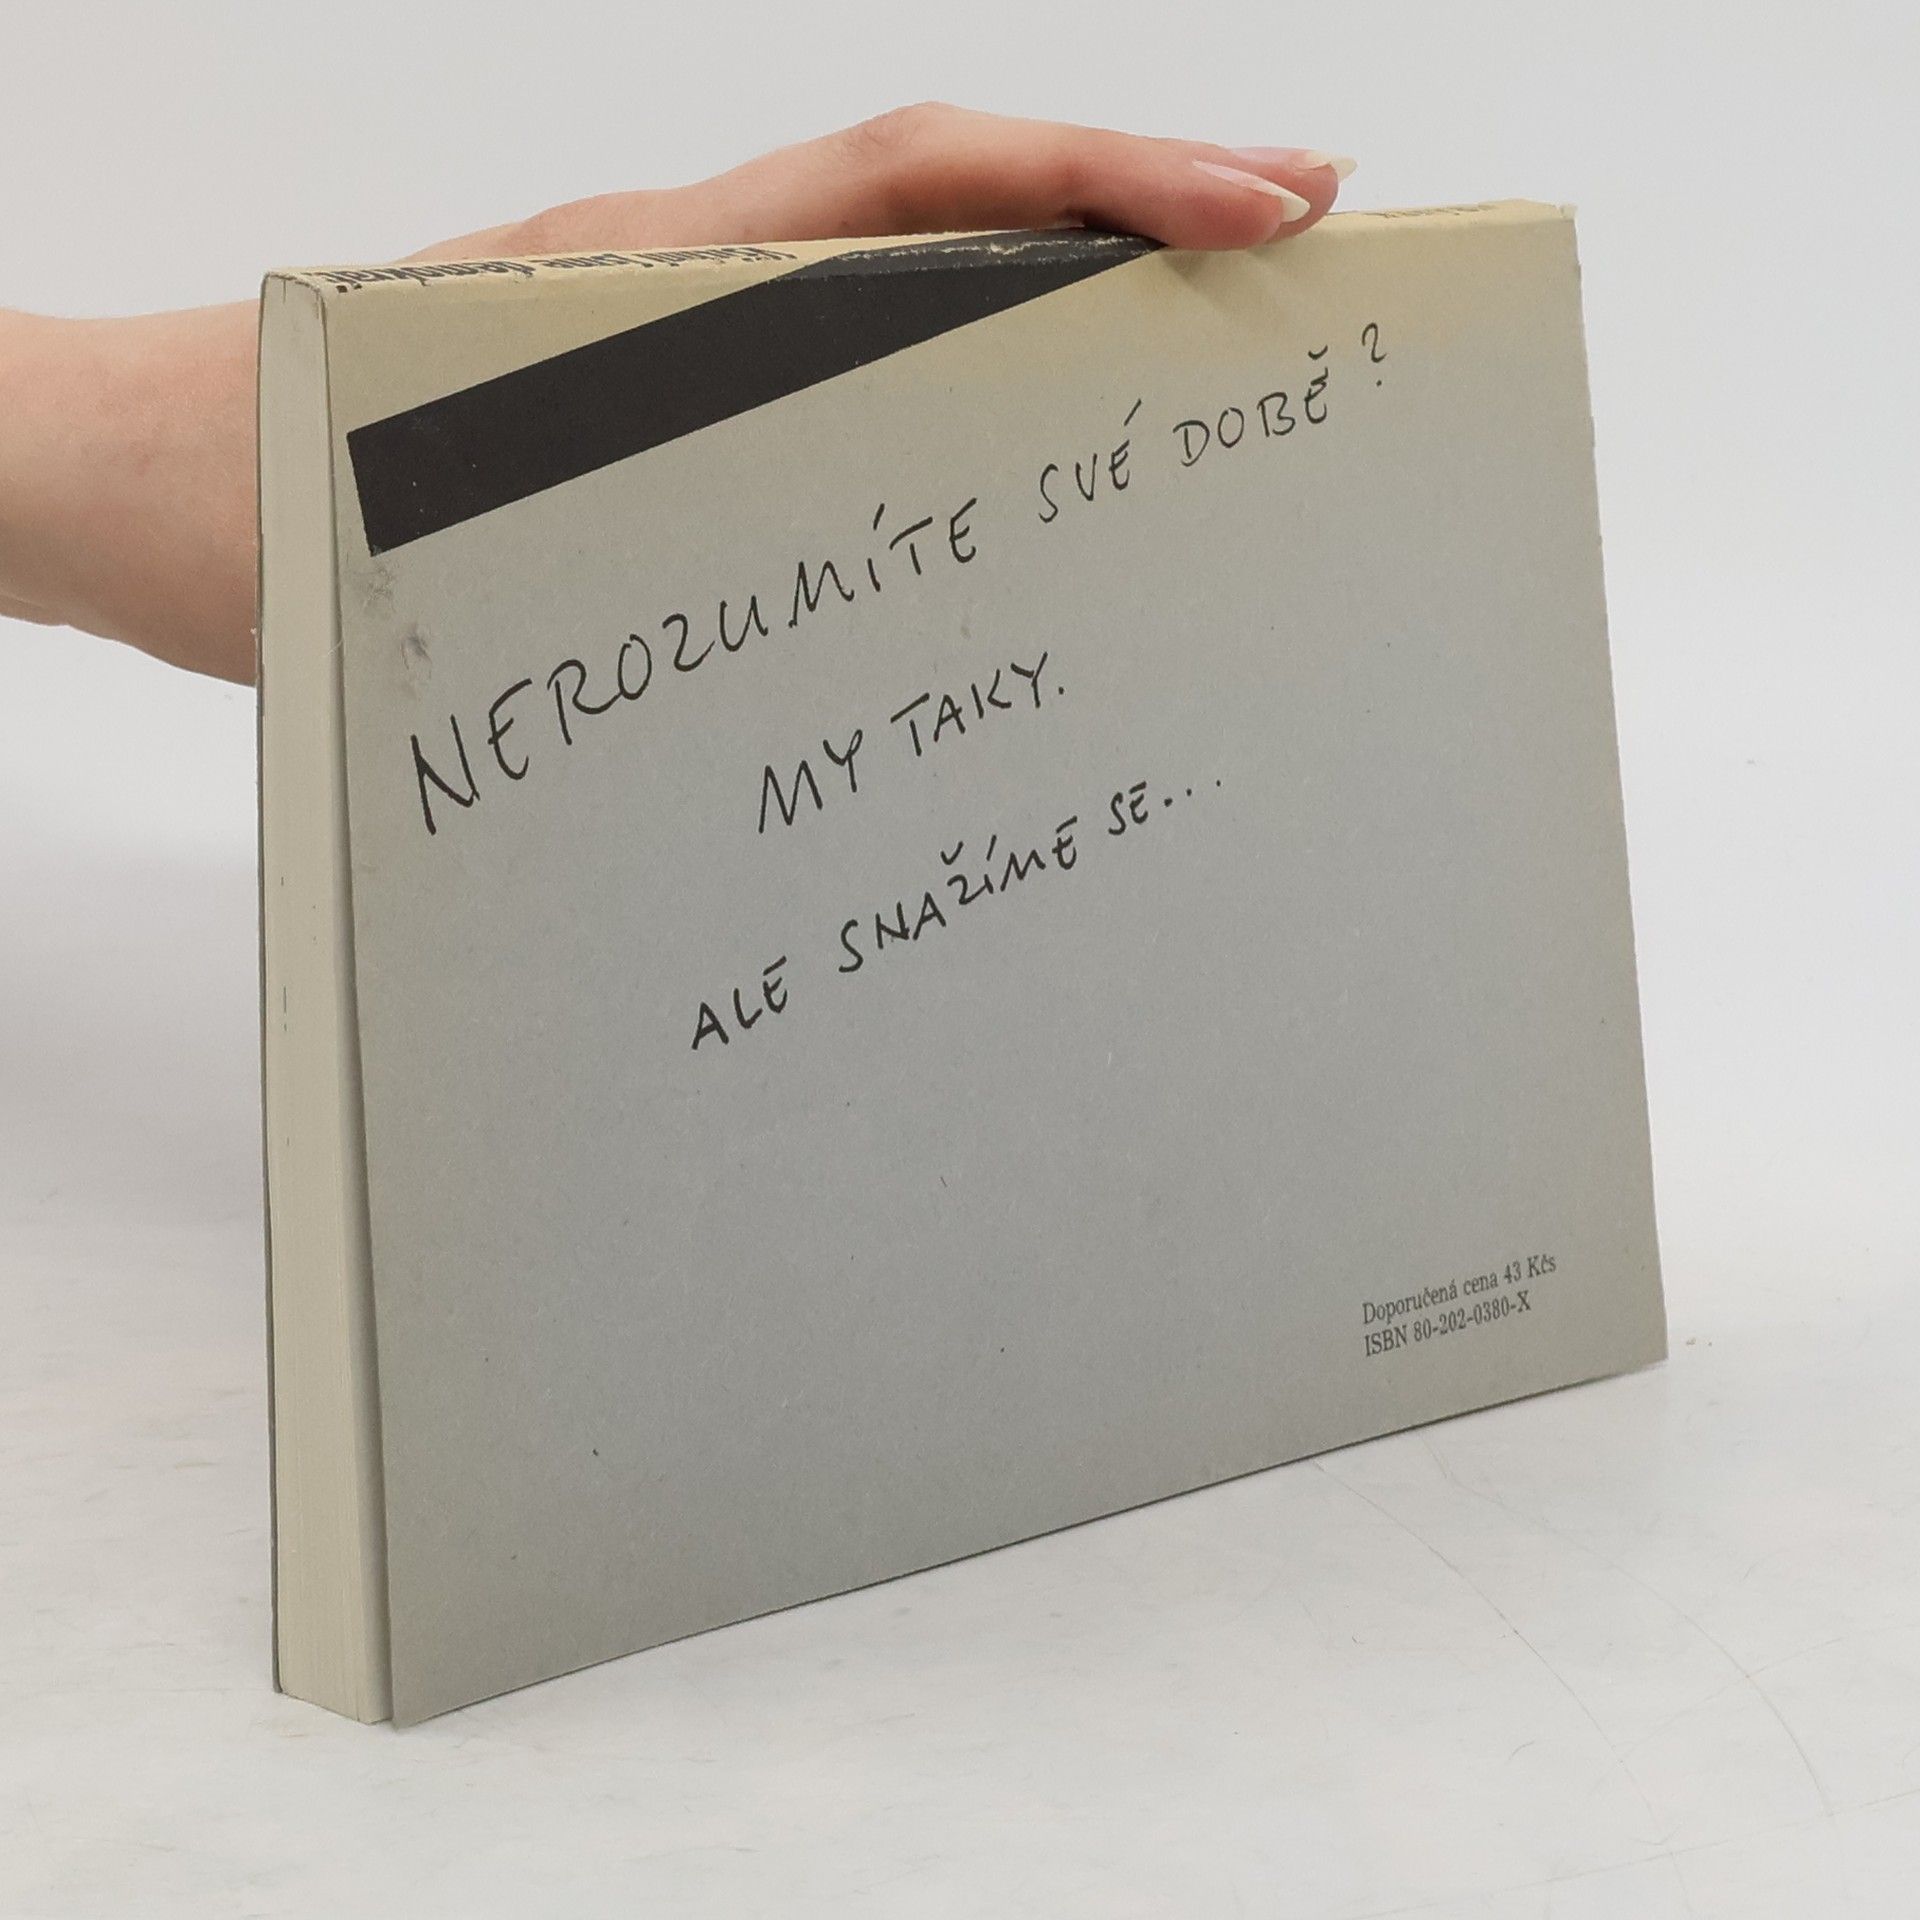 NEROZUMÍTE SVÉ DOBĚ?
MY TAKY.
ALE SNAŽÍME SE...
Doporučená cena 43 Kčs
ISBN 80-202-0380-X